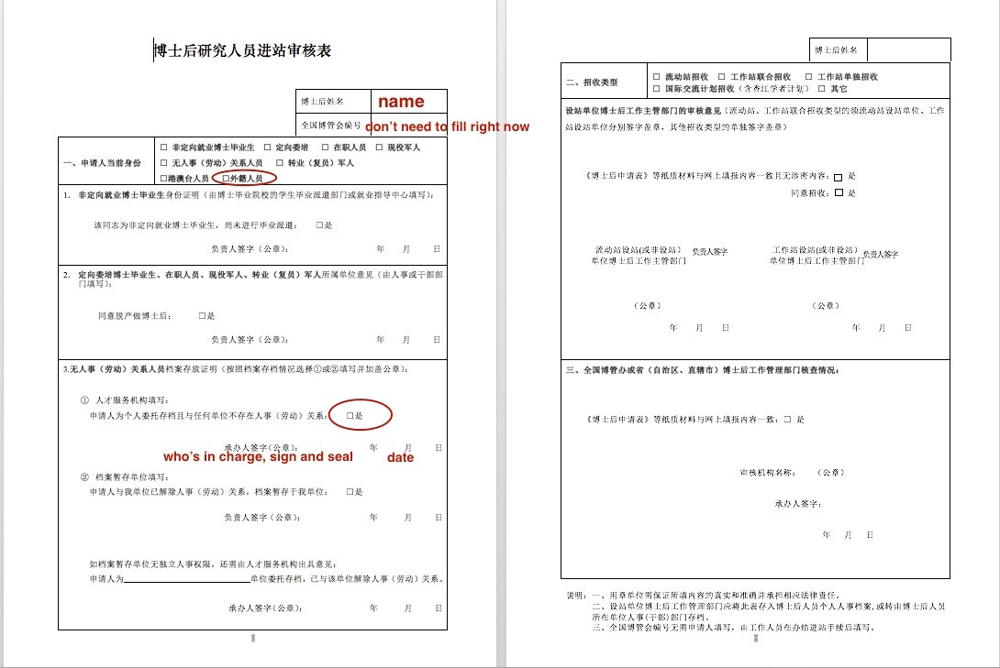 博士后研究人员进站审核表
博士后姓名 name
全国博管会编号 don't need to fill right now
一、申请人当前身份
□ 非定向就业博士毕业生 □ 定向委培 □ 在职人员 □ 现役军人
□ 无人事（劳动）关系人员 □ 转业（复员）军人
□港澳台人员 □外籍人员
1. 非定向就业博士毕业生身份证明（由博士毕业院校的学生毕业派遣部门或就业指导中心填写）：
该同志为非定向就业博士毕业生，尚未进行毕业派遣： □是
负责人签字（公章）： 年 月 日
2. 定向委培博士毕业生、在职人员、现役军人、转业（复员）军人所属单位意见（由人事或干部部
门填写）：
同意脱产做博士后： □是
负责人签字（公章）： 年 月 日
3.无人事（劳动）关系人员档案存放证明（按照档案存档情况选择①或②填写并加盖公章）：
① 人才服务机构填写：
申请人为个人委托存档且与任何单位不存在人事（劳动）关系： □是
承办人签字（公章）： 年 月 日
who's in charge, sign and seal date
② 档案暂存单位填写：
申请人与我单位已解除人事（劳动）关系，档案暂存于我单位： □是
负责人签字（公章）： 年 月 日
如档案暂存单位无独立人事权限，还需由人才服务机构出具意见：
申请人为 单位委托存档，已与该单位解除人事（劳动）关系。
承办人签字（公章）： 年 月 日
博士后姓名
二、招收类型
□ 流动站招收 □ 工作站联合招收 □ 工作站单独招收
□ 国际交流计划招收（含香江学者计划） □ 其它
设站单位博士后工作主管部门的审核意见（流动站、工作站联合招收类型的须流动站设站单位、工作
站设站单位分别签字盖章，其他招收类型的单独签字盖章）
《博士后申请表》等纸质材料与网上填报内容一致且无涉密内容： □ 是
同意招收： □ 是
流动站设站(或非设站) 负责人签字 工作站设站(或非设站) 负责人签字
单位博士后工作主管部门 单位博士后工作主管部门
（公章） （公章）
年 月 日 年 月 日
三、全国博管办或省（自治区、直辖市）博士后工作管理部门核查情况：
《博士后申请表》等纸质材料与网上填报内容一致： □ 是
审核机构名称： （公章）
承办人签字：
年 月 日
说明：一、用章单位需保证所填内容的真实和准确并承担相应法律责任。
二、设站单位博士后工作管理部门应将此表存入博士后人员个人人事档案，或转由博士后人员
所在单位人事(干部)部门存档。
三、全国博管会编号无需申请人填写，由工作人员在办结进站手续后填写。